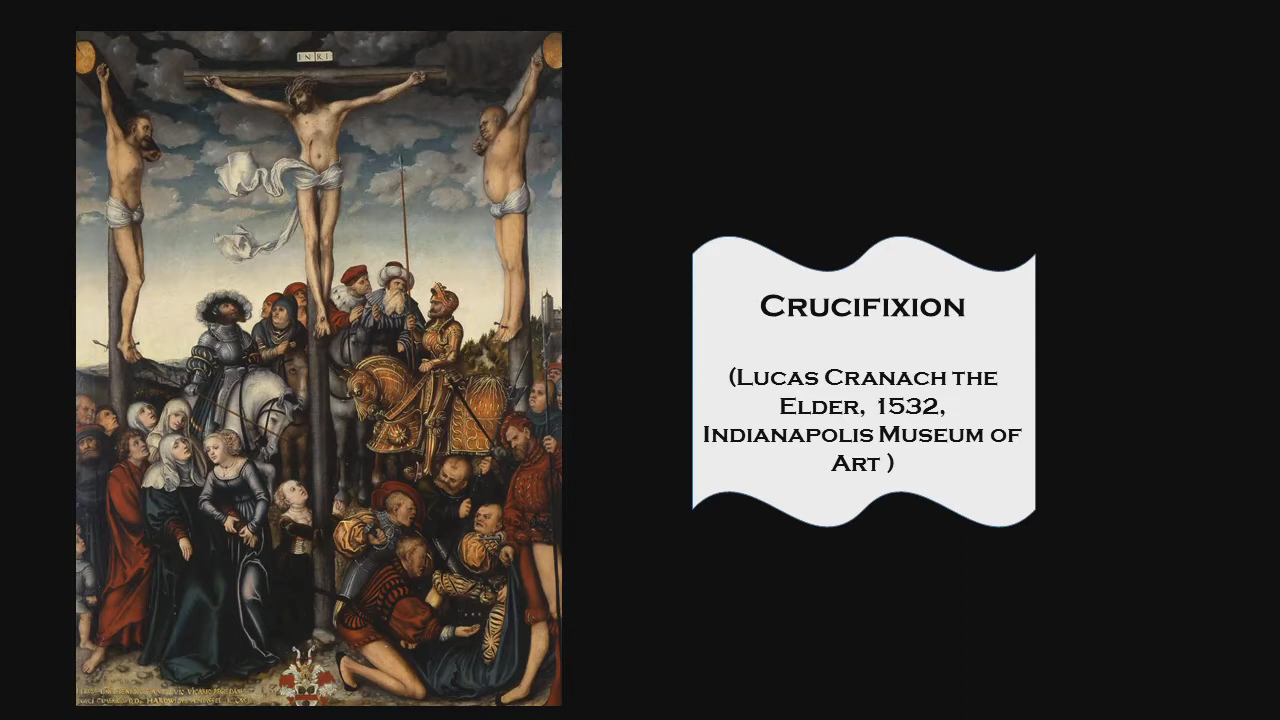 INRI
Crucifixion
(Lucas Cranach the
Elder, 1532,
Indianapolis Museum of
Art )